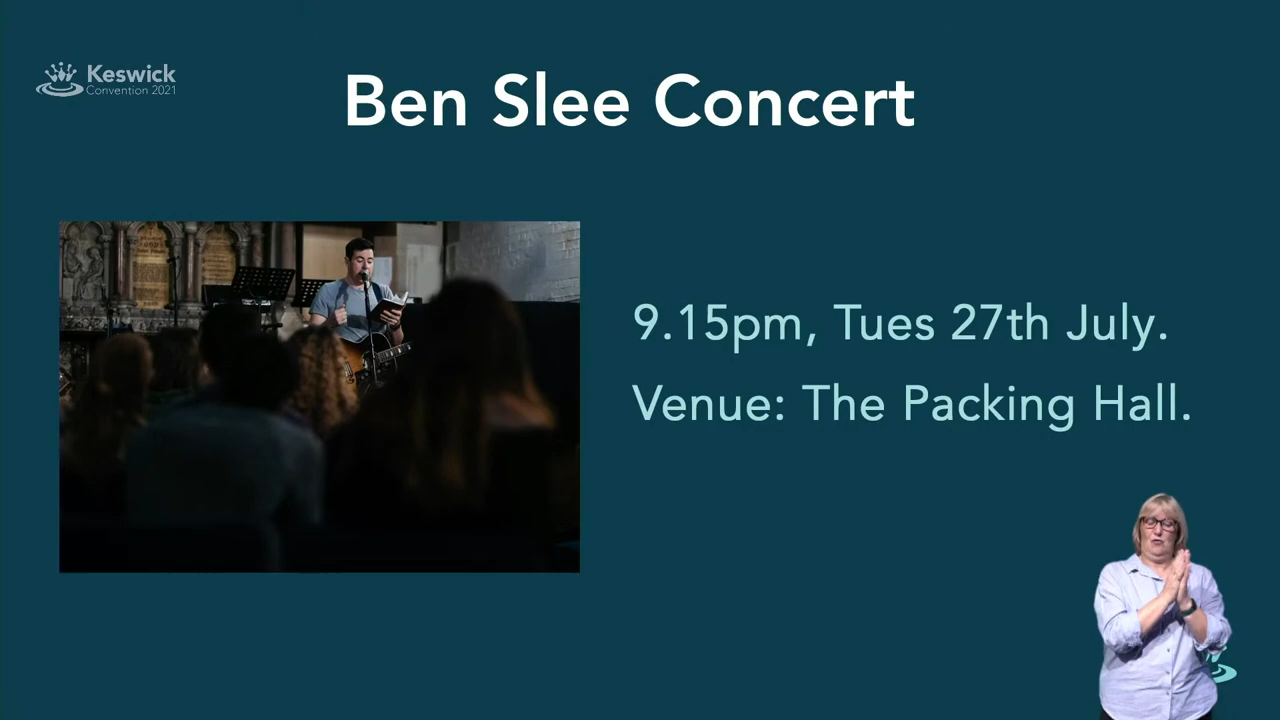 Keswick
Convention 2021
Ben Slee Concert
9.15pm, Tues 27th July.
Venue: The Packing Hall.